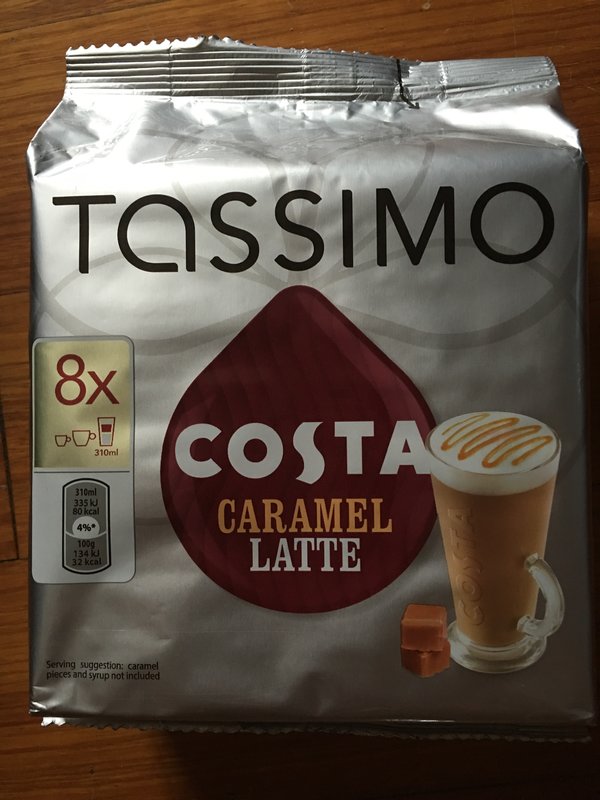 TASSIMO
8x
310ml
310ml
335 kJ
80 kcal
4%*
100g
134 kJ
32 kcal
COSTA
CARAMEL
LATTE
COSTA
Serving suggestion: caramel
pieces and syrup not included